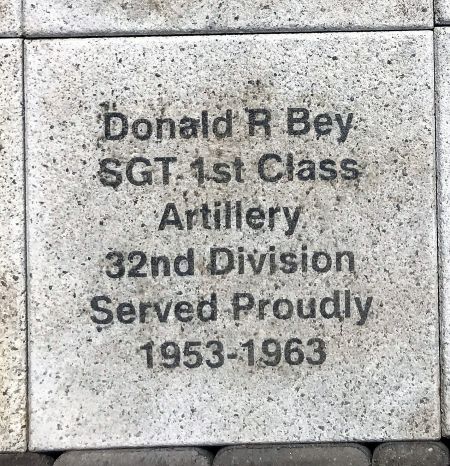 Donald R Bey
SGT 1st Class
Artillery
32nd Division
Served Proudly
1953-1963